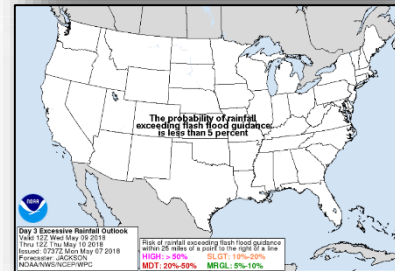 The probability of rainfall
exceeding flash flood guidance
is less than 5 percent
NOAA
Day 3 Excessive Rainfall Outlook
Valid 12Z Wed May 09 2018
Thru 12Z Thu May 10 2018
Issued: 0737Z Mon May 07 2018
Forecaster: JACKSON
NOAA/NWS/NCEP/WPC
Risk of rainfall exceeding flash flood guidance
within 25 miles of a point to the right of a line
HIGH: > 50% SLGT: 10%-20%
MDT: 20%-50% MRGL: 5%-10%